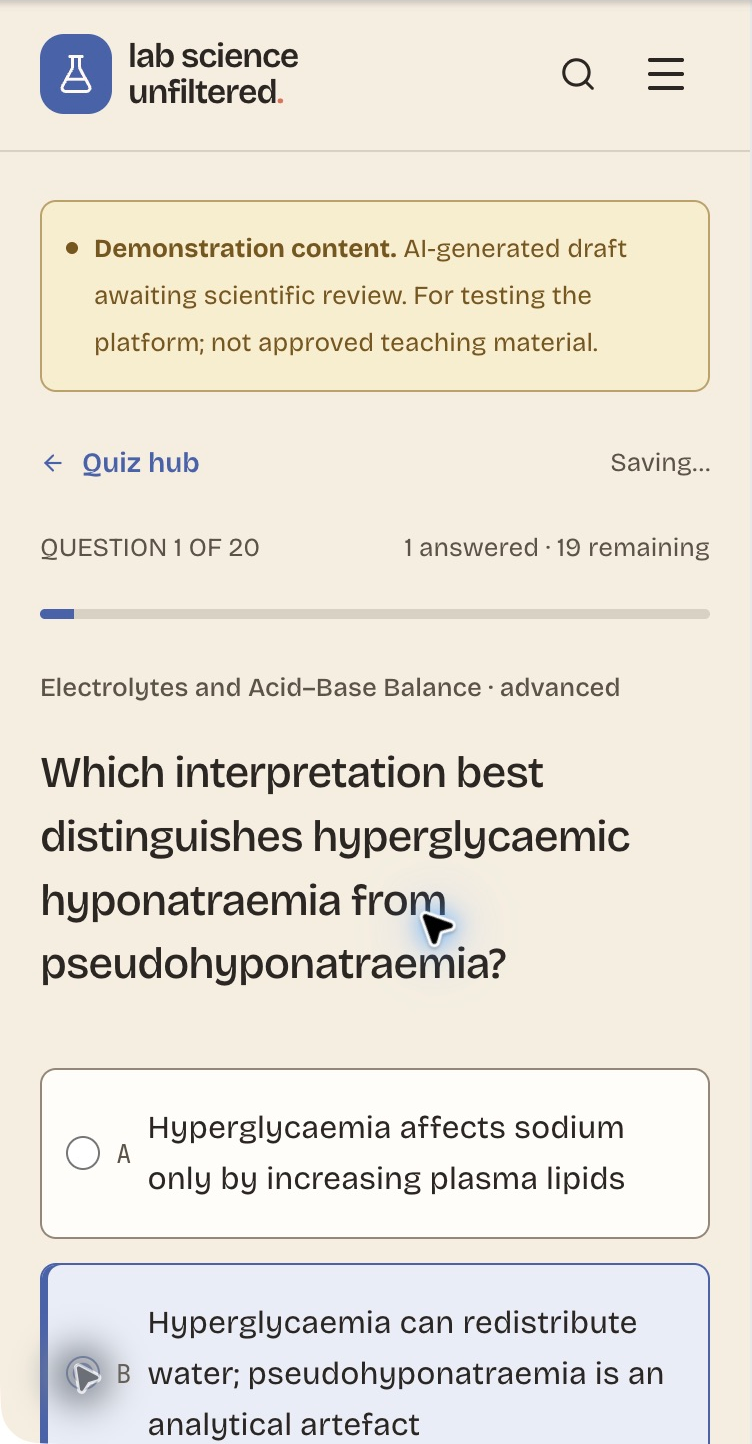 lab science
unfiltered.
Demonstration content. AI-generated draft
awaiting scientific review. For testing the
platform; not approved teaching material.
← Quiz hub
Saving...
QUESTION 1 OF 20
1 answered · 19 remaining
Electrolytes and Acid–Base Balance · advanced
Which interpretation best
distinguishes hyperglycaemic
hyponatraemia from
pseudohyponatraemia?
A
Hyperglycaemia affects sodium
only by increasing plasma lipids
B
Hyperglycaemia can redistribute
water; pseudohyponatraemia is an
analytical artefact